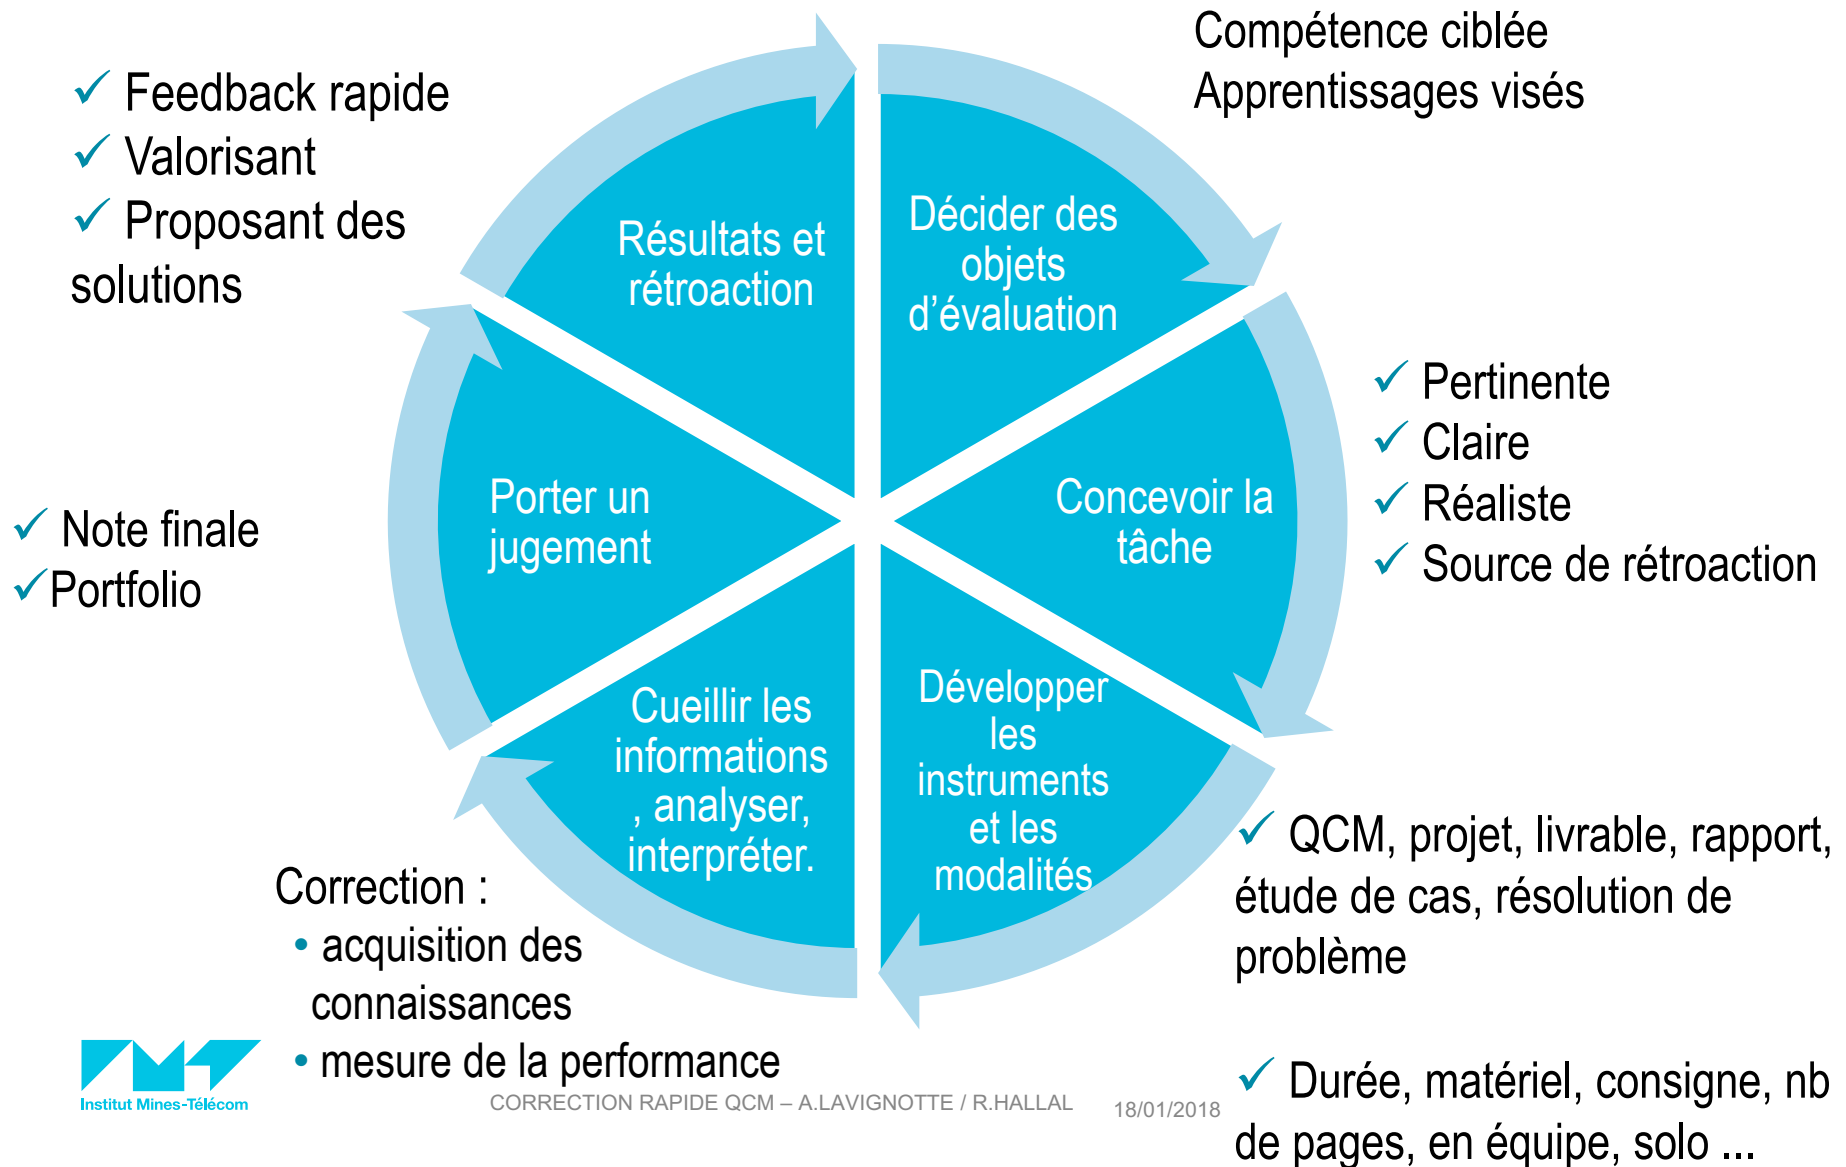 Compétence ciblée
Apprentissages visés
✓ Feedback rapide
✓ Valorisant
✓ Proposant des
solutions
Résultats et
rétroaction
Décider des
objets
d’évaluation
✓ Pertinente
✓ Claire
✓ Réaliste
✓ Source de rétroaction
Concevoir la
tâche
Porter un
jugement
✓ Note finale
✓Portfolio
Développer
les
instruments
et les
modalités
Cueillir les
informations
, analyser,
interpréter.
✓ QCM, projet, livrable, rapport,
étude de cas, résolution de
problème
✓ Durée, matériel, consigne, nb
de pages, en équipe, solo ...
Correction :
• acquisition des
connaissances
• mesure de la performance
IMT
Institut Mines-Télécom
CORRECTION RAPIDE QCM – A.LAVIGNOTTE / R.HALLAL
18/01/2018